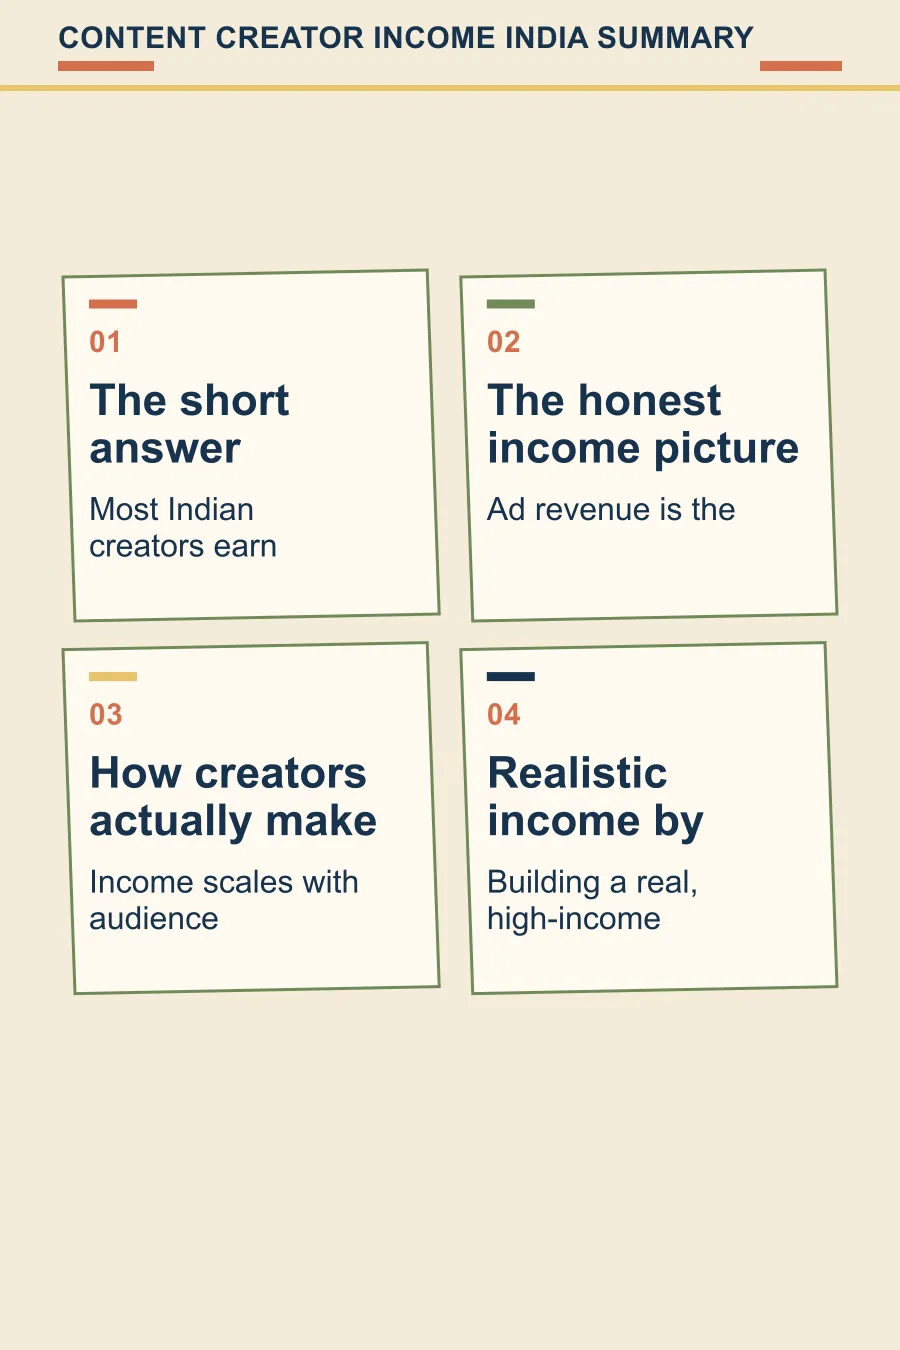 CONTENT CREATOR INCOME INDIA SUMMARY
01
The short
answer
Most Indian
creators earn
02
The honest
income picture
Ad revenue is the
03
How creators
actually make
Income scales with
audience
04
Realistic
income by
Building a real,
high-income